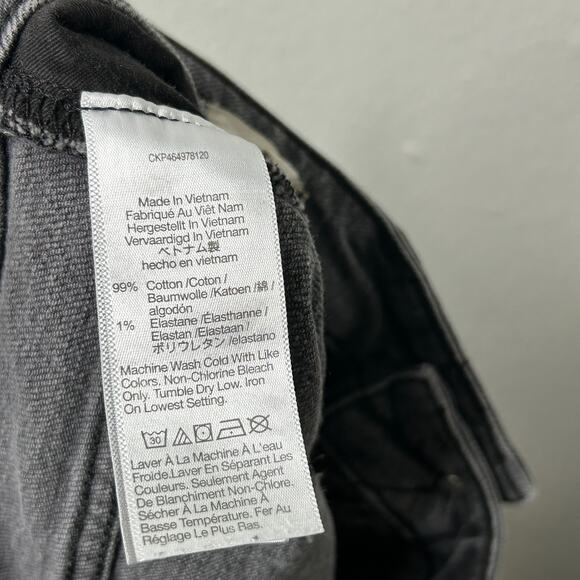 CKP464978120
Made In Vietnam
Fabriqué Au Viêt Nam
Hergestellt In Vietnam
Vervaardigd In Vietnam
ベトナム製
hecho en vietnam
99% Cotton /Coton /
Baumwolle /Katoen /綿 /
algodón
1% Elastane /Élasthanne /
Elastan /Elastaan /
ポリウレタン /elastano
Machine Wash Cold With Like
Colors. Non-Chlorine Bleach
Only. Tumble Dry Low. Iron
On Lowest Setting.
30
Laver À La Machine À L'eau
Froide Laver En Séparant Les
Couleurs. Seulement Agent
De Blanchiment Non-Chlore.
Sécher À La Machine À
Basse Température. Fer Au
Réglage Le Plus Bas.